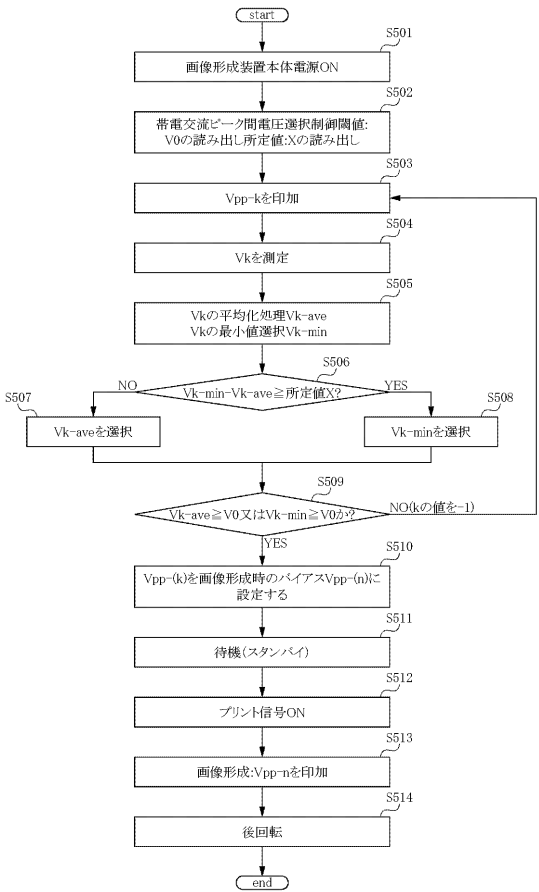 start
S501
画像形成装置本体電源ON
S502
帯電交流ピーク間電圧選択制御閾値:
V0の読み出し所定値:Xの読み出し
S503
Vpp-kを印加
S504
Vkを測定
S505
Vkの平均化処理Vk-ave
Vkの最小値選択Vk-min
S506
Vk-min-Vk-ave≧所定値X?
NO
YES
S507
Vk-aveを選択
S508
Vk-minを選択
S509
Vk-ave≧V0又はVk-min≧V0か?
NO(kの値を-1)
YES
S510
Vpp-(k)を画像形成時のバイアスVpp-(n)に
設定する
S511
待機(スタンバイ)
S512
プリント信号ON
S513
画像形成:Vpp-nを印加
S514
後回転
end